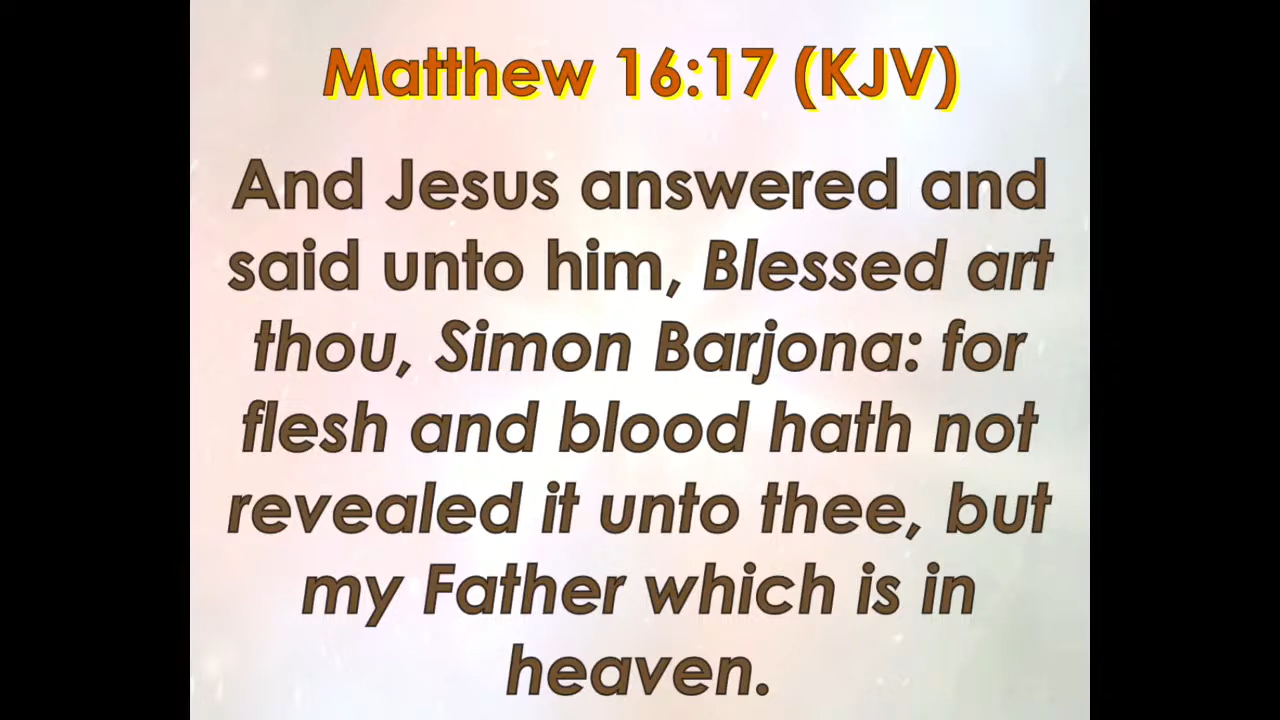 Matthew 16:17 (KJV)
And Jesus answered and
said unto him, Blessed art
thou, Simon Barjona: for
flesh and blood hath not
revealed it unto thee, but
my Father which is in
heaven.